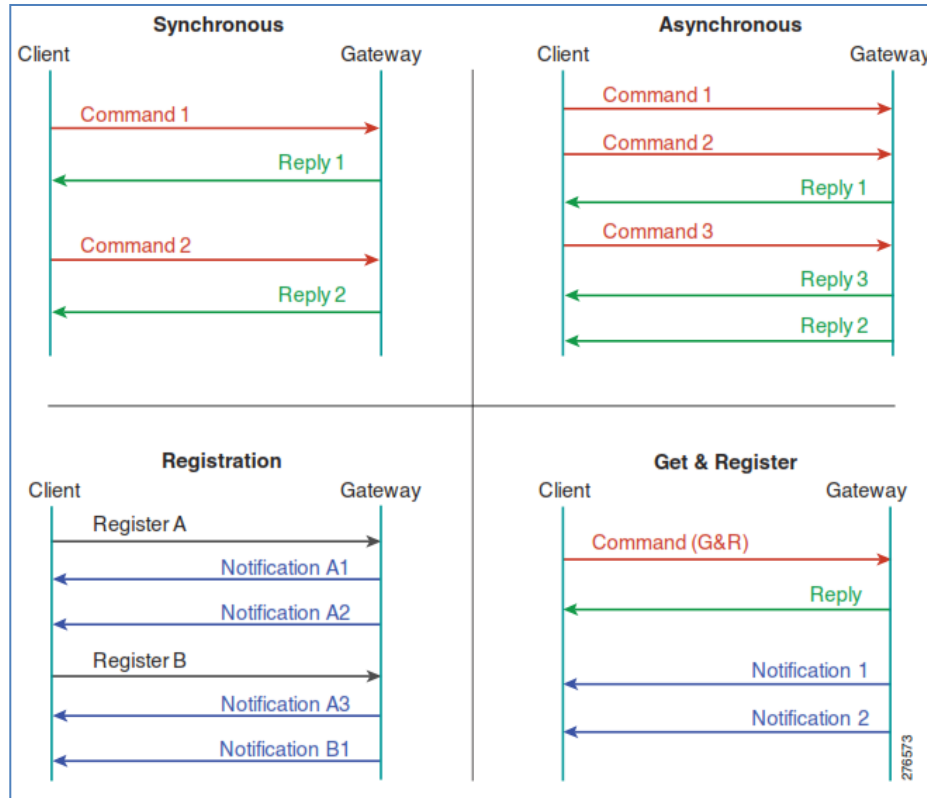 Synchronous
Client Gateway
Command 1
Reply 1
Command 2
Reply 2
Asynchronous
Client Gateway
Command 1
Command 2
Reply 1
Command 3
Reply 3
Reply 2
Registration
Client Gateway
Register A
Notification A1
Notification A2
Register B
Notification A3
Notification B1
Get & Register
Client Gateway
Command (G&R)
Reply
Notification 1
Notification 2
276573